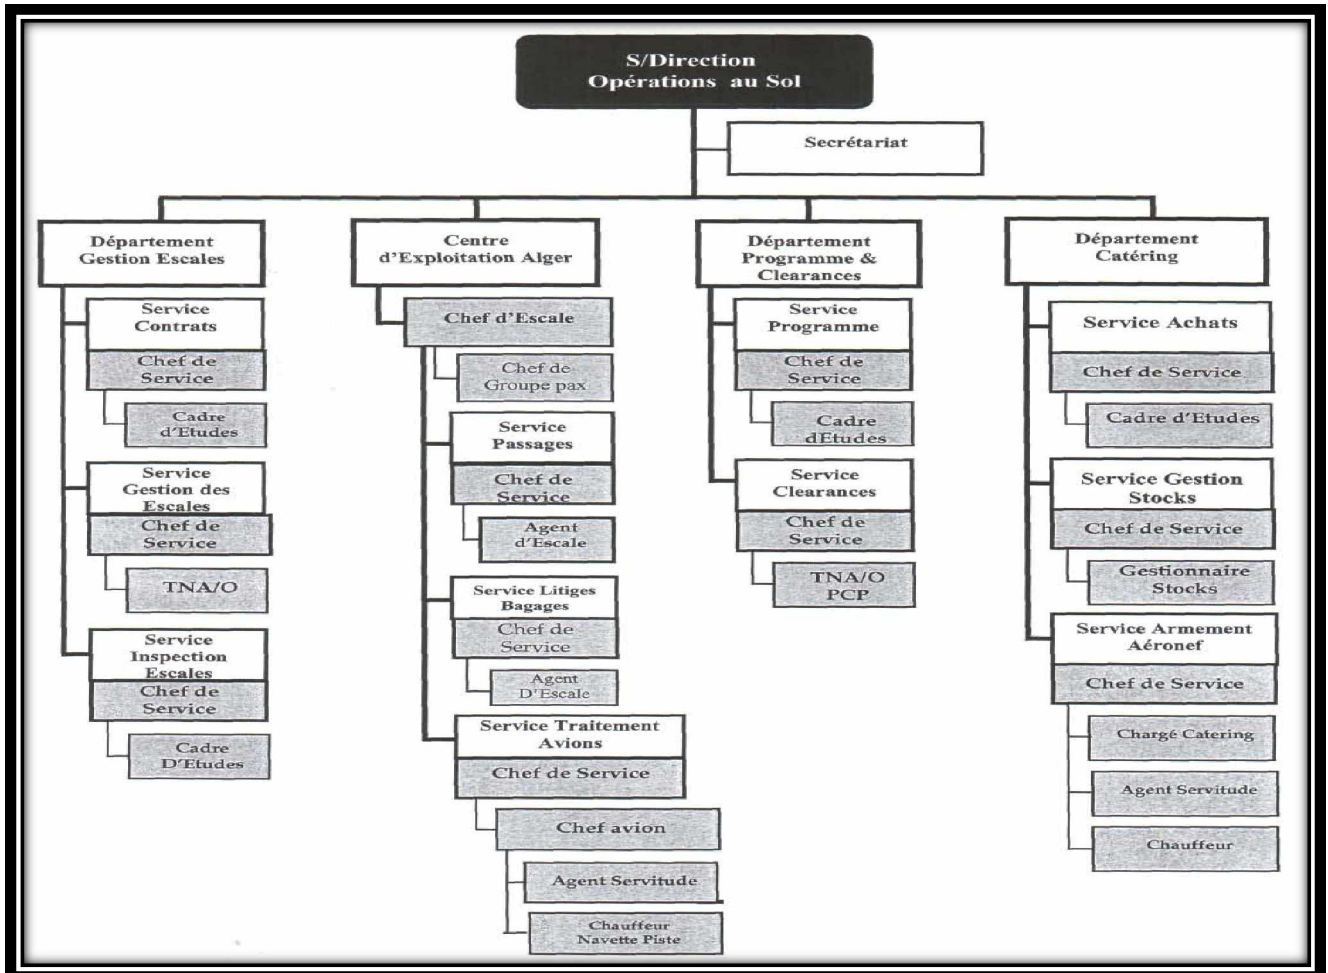 S/Direction
Opérations au Sol
Secrétariat
Département
Gestion Escales
Service
Contrats
Chef de
Service
Cadre
d'Etudes
Service
Gestion des
Escales
Chef de
Service
TNA/O
Service
Inspection
Escales
Chef de
Service
Cadre
D'Etudes
Centre
d'Exploitation Alger
Chef d'Escale
Chef de
Groupe pax
Service
Passages
Chef de
Service
Agent
d'Escale
Service Litiges
Bagages
Chef de
Service
Agent
D'Escale
Service Traitement
Avions
Chef de Service
Chef avion
Agent Servitude
Chauffeur
Navette Piste
Département
Programme &
Clearances
Service
Programme
Chef de
Service
Cadre
dEtudes
Service
Clearances
Chef de
Service
TNA/O
PCP
Département
Catéring
Service Achats
Chef de Service
Cadre d'Etudes
Service Gestion
Stocks
Chef de Service
Gestionnaire
Stocks
Service Armement
Aéronef
Chef de Service
Chargé Catering
Agent Servitude
Chauffeur